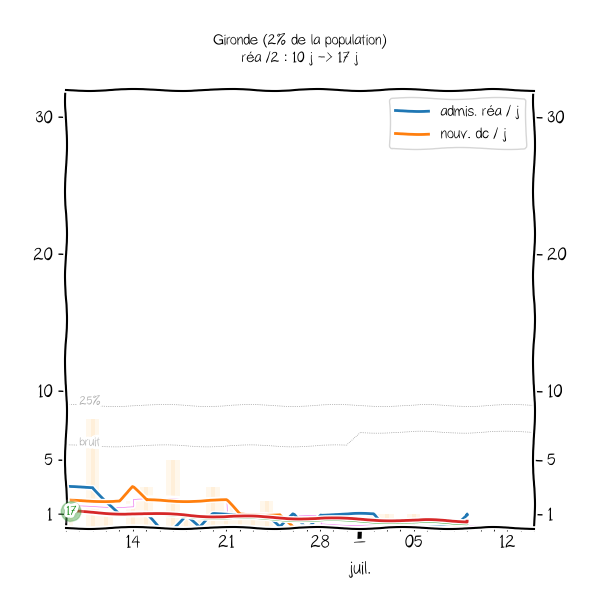 Gironde (2% de la population)
réa /2 : 10 j -> 17 j
admis. réa / j
nouv. dc / j
30
30
20
20
10
10
25%
bruit
5
5
17
1
1
14
21
28
05
12
juil.